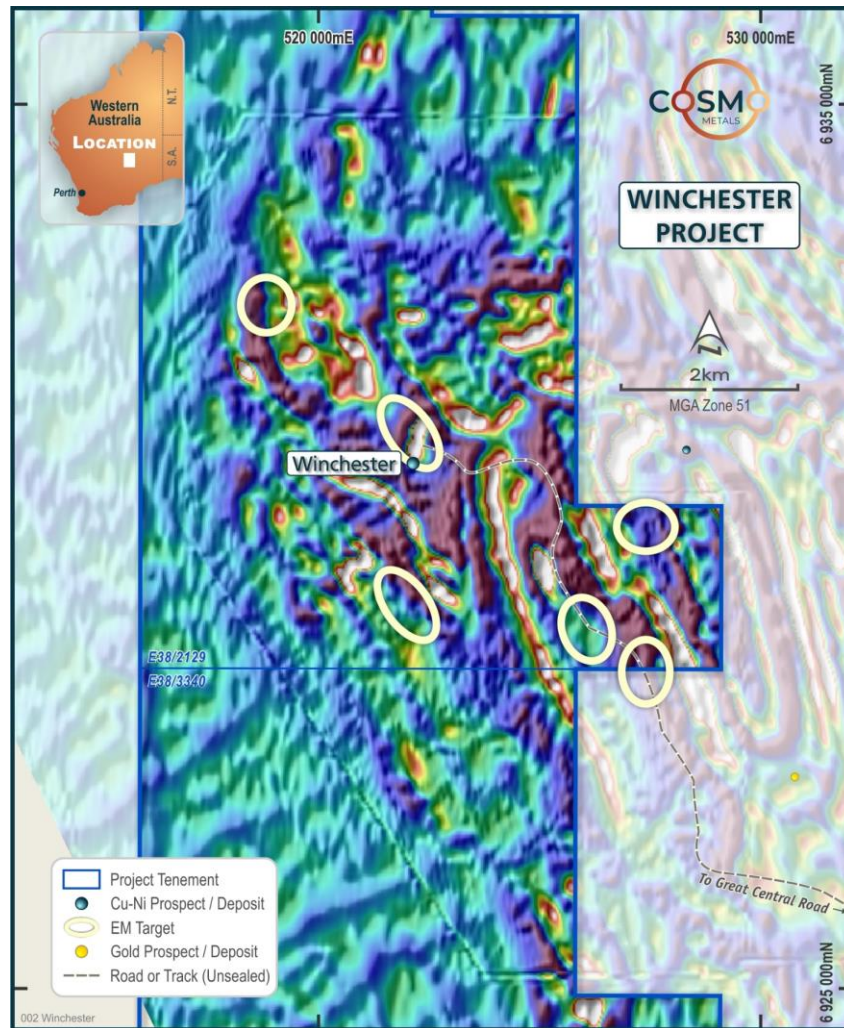 520 000mE
530 000mE
6 935 000mN
Western
Australia
LOCATION
N.T.
S.A.
Perth
COSMO
METALS
WINCHESTER
PROJECT
N
2km
MGA Zone 51
Winchester
E38/2129
E38/3340
To Great Central Road
Project Tenement
Cu-Ni Prospect / Deposit
EM Target
Gold Prospect / Deposit
Road or Track (Unsealed)
6 925 000mN
002 Winchester